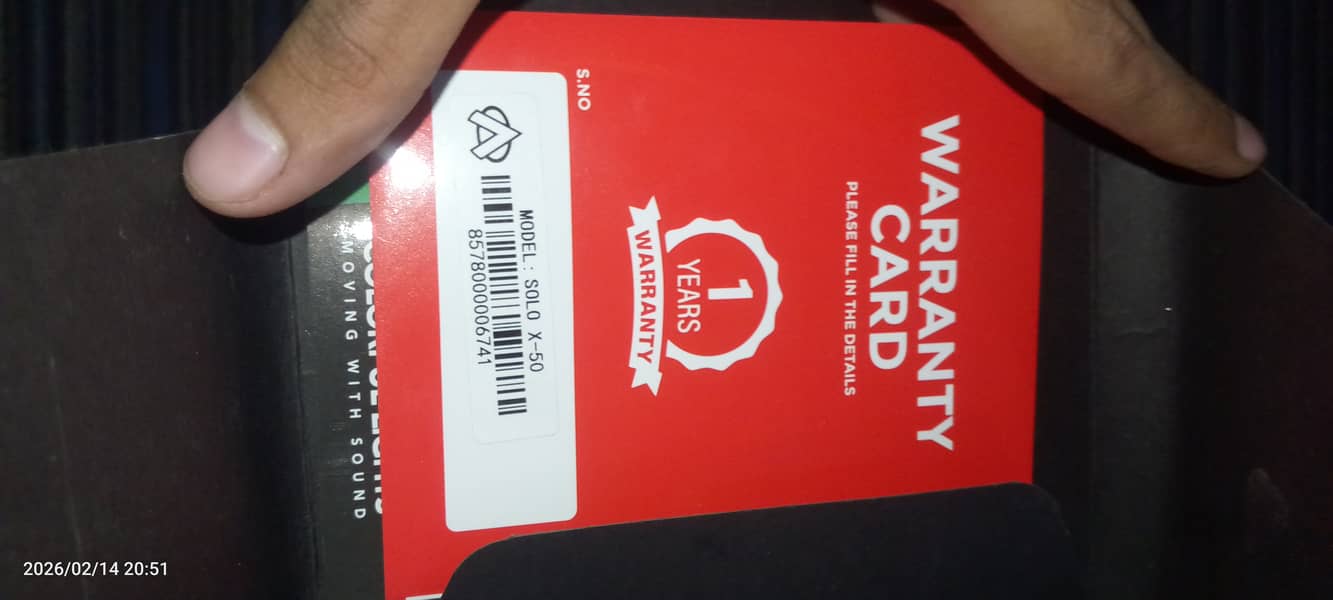 WARRANTY
CARD
PLEASE FILL IN THE DETAILS
1
YEARS
WARRANTY
S.NO
MODEL: SOLO X-50
8578000006741
MOVING WITH SOUND
2026/02/14 20:51